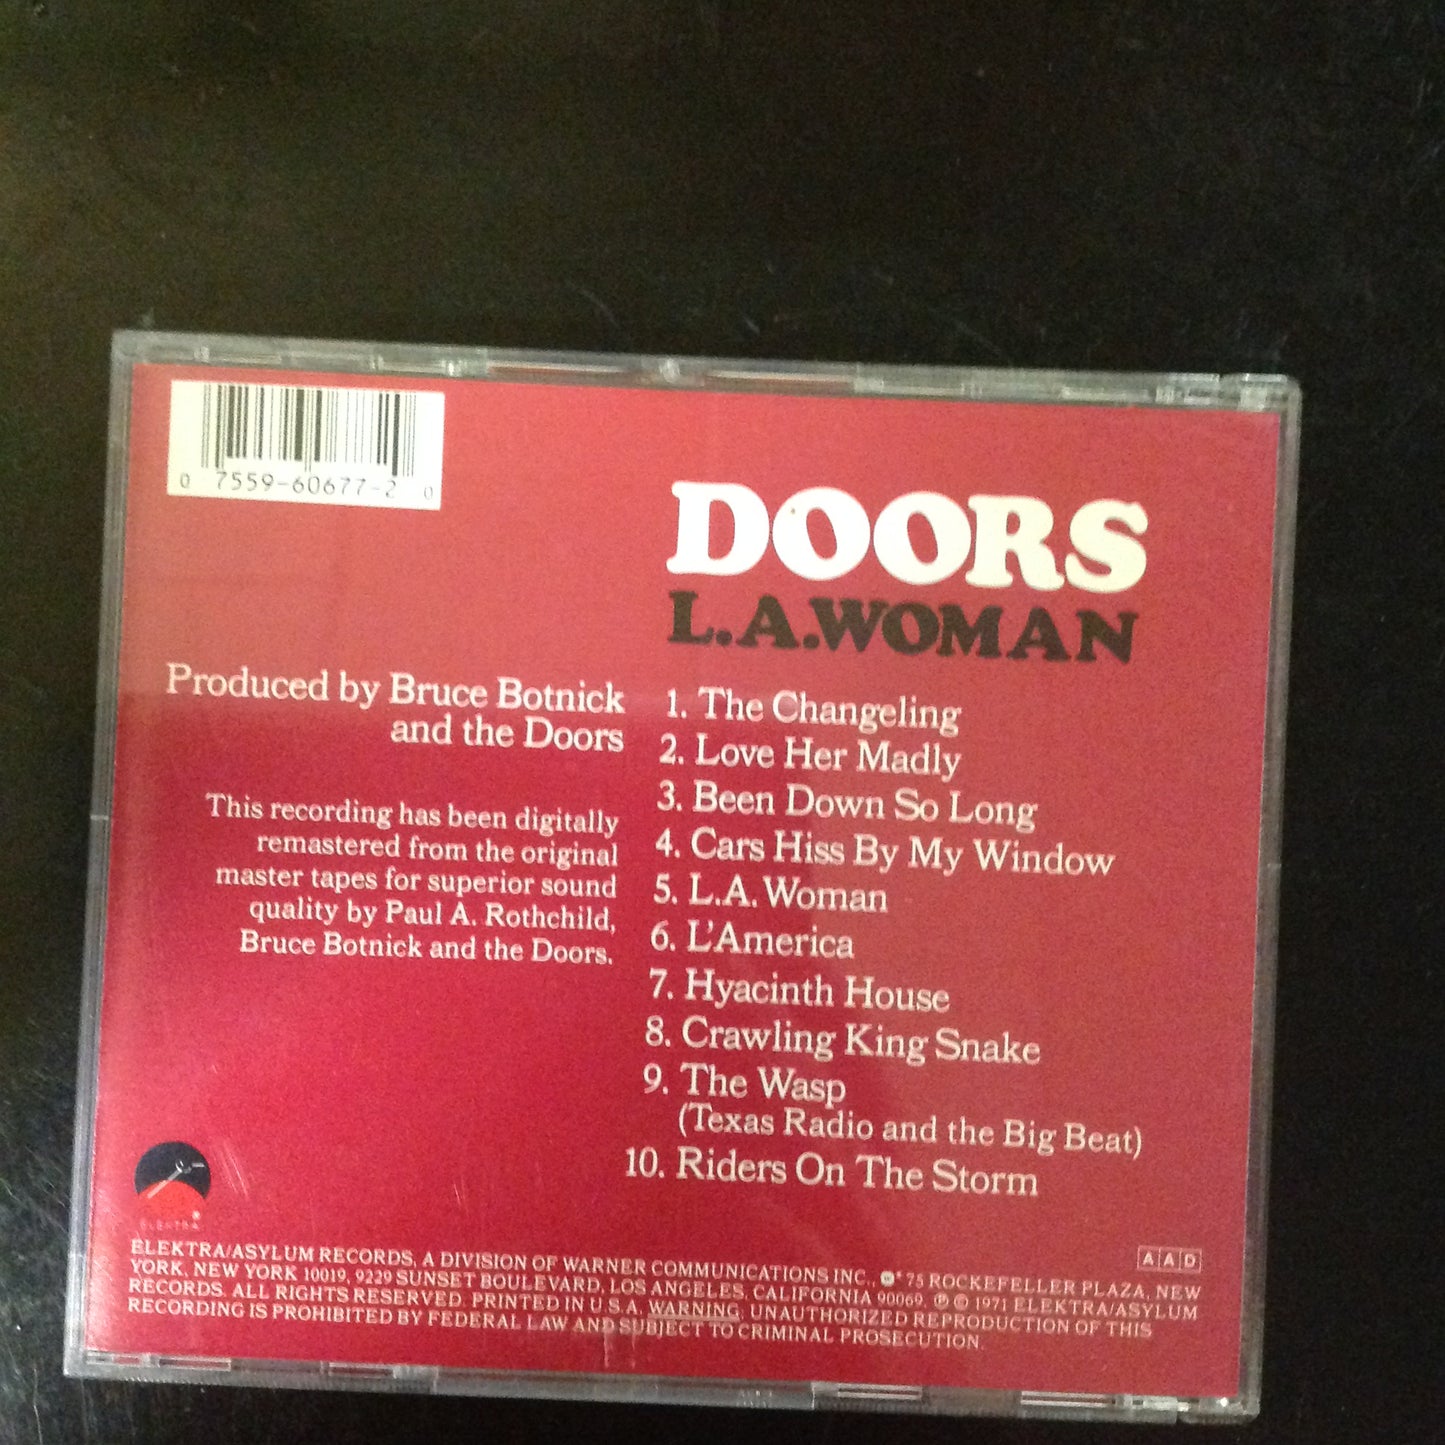 0 7559-60677-2 0
DOORS
L.A.WOMAN
Produced by Bruce Botnick
and the Doors
This recording has been digitally
remastered from the original
master tapes for superior sound
quality by Paul A. Rothchild,
Bruce Botnick and the Doors.
1. The Changeling
2. Love Her Madly
3. Been Down So Long
4. Cars Hiss By My Window
5. L.A. Woman
6. L'America
7. Hyacinth House
8. Crawling King Snake
9. The Wasp
(Texas Radio and the Big Beat)
10. Riders On The Storm
ELEKTRA®
AAD
ELEKTRA/ASYLUM RECORDS, A DIVISION OF WARNER COMMUNICATIONS INC., 75 ROCKEFELLER PLAZA, NEW
YORK, NEW YORK 10019, 9229 SUNSET BOULEVARD, LOS ANGELES, CALIFORNIA 90069. ℗ © 1971 ELEKTRA/ASYLUM
RECORDS. ALL RIGHTS RESERVED. PRINTED IN U.S.A. WARNING: UNAUTHORIZED REPRODUCTION OF THIS
RECORDING IS PROHIBITED BY FEDERAL LAW AND SUBJECT TO CRIMINAL PROSECUTION.